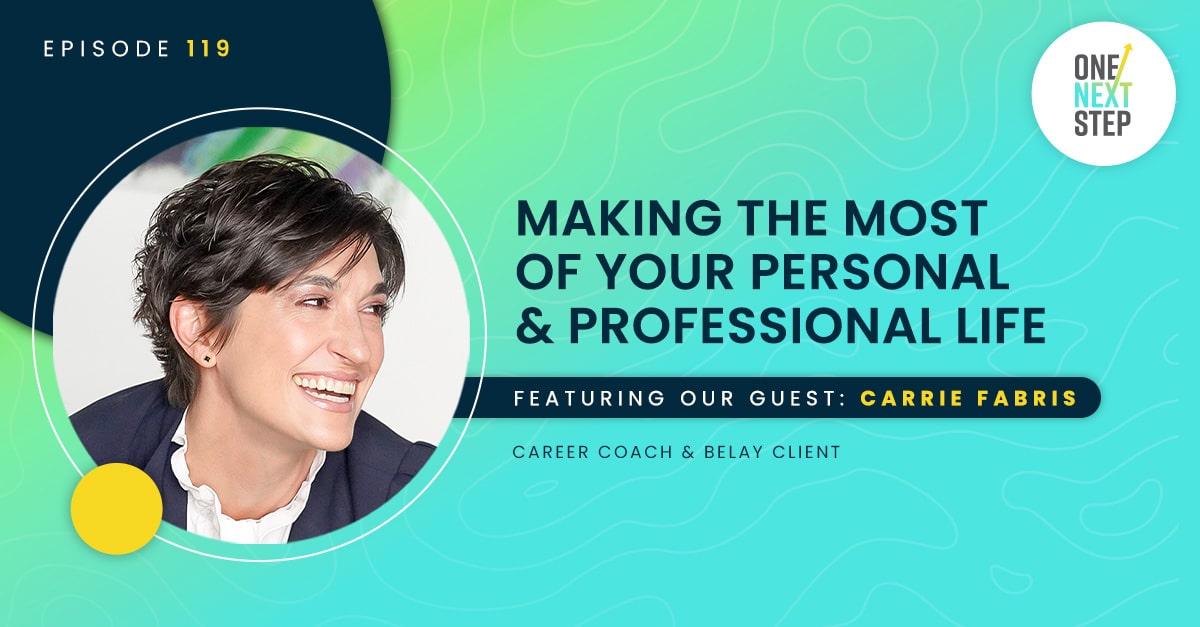 EPISODE 119
ONE
NEXT
STEP
MAKING THE MOST
OF YOUR PERSONAL
& PROFESSIONAL LIFE
FEATURING OUR GUEST: CARRIE FABRIS
CAREER COACH & BELAY CLIENT